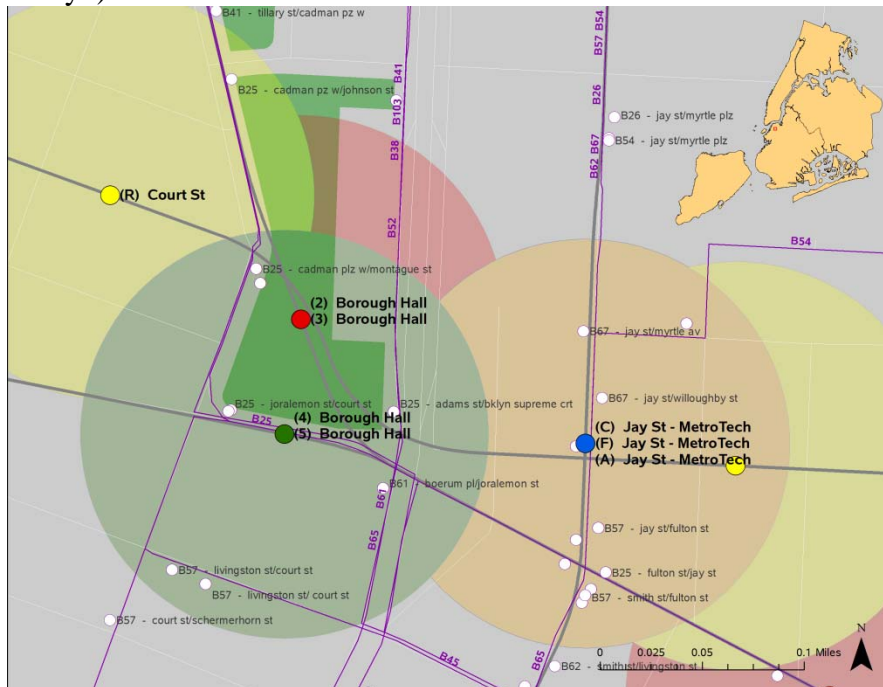 B41 - tillary st/cadman pz w
B54
B57
B41
B25 - cadman pz w/johnson st
B26
B103
B26 - jay st/myrtle plz
B38
B67
B54 - jay st/myrtle plz
B62
(R) Court St
B52
B54
B25 - cadman plz w/montague st
(2) Borough Hall
(3) Borough Hall
B67 - jay st/myrtle av
B67 - jay st/willoughby st
B25 - joralemon st/court st
B25 - adams st/bklyn supreme crt
B25
(4) Borough Hall
(5) Borough Hall
(C) Jay St - MetroTech
(F) Jay St - MetroTech
(A) Jay St - MetroTech
B61 - boerum pl/joralemon st
B61
B65
B57 - jay st/fulton st
B57 - livingston st/court st
B25 - fulton st/jay st
B57 - livingston st/ court st
B57 - smith st/fulton st
B57 - court st/schermerhorn st
N
0 0.025 0.05 0.1 Miles
B45
B65
B62 - smith st/livingston st